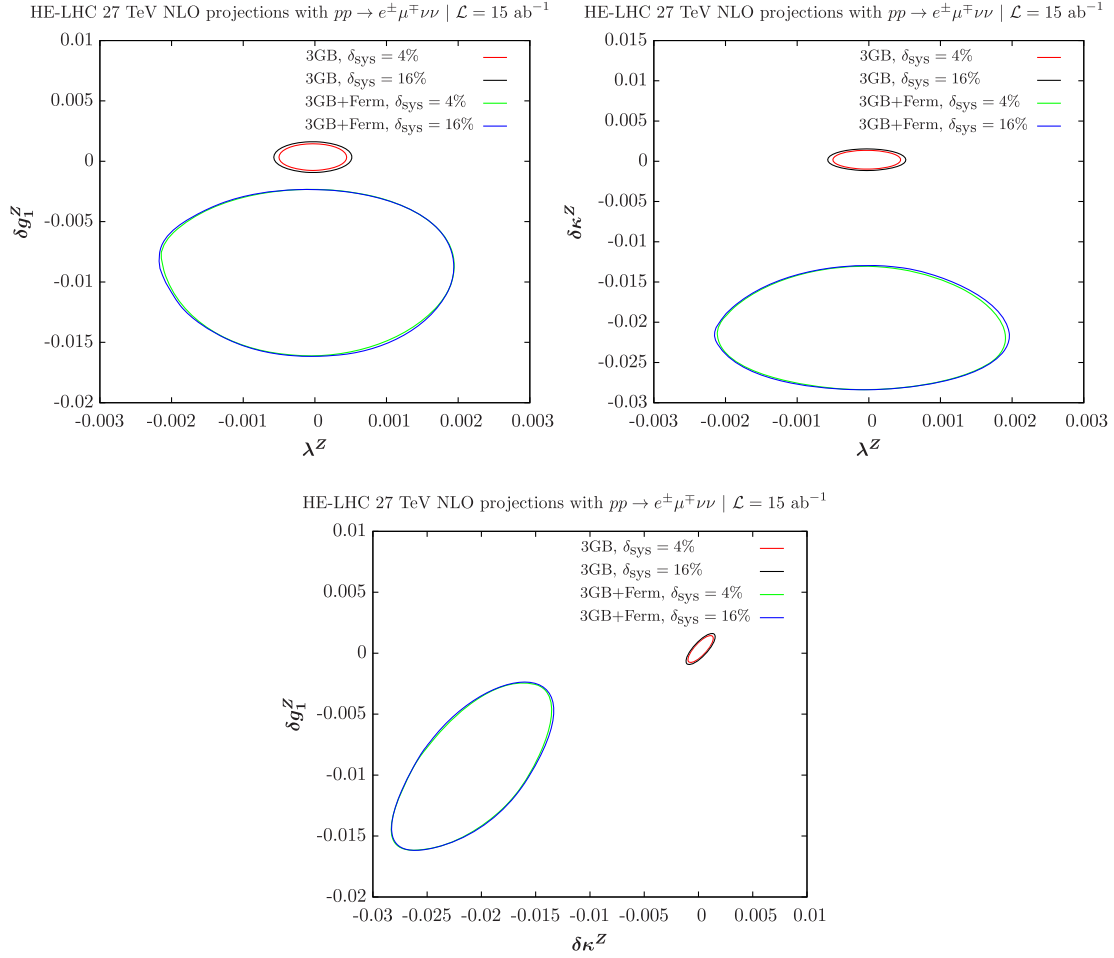 HE-LHC 27 TeV NLO projections with pp → e±μ∓νν | ℒ = 15 ab⁻¹
3GB, δsys = 4%
3GB, δsys = 16%
3GB+Ferm, δsys = 4%
3GB+Ferm, δsys = 16%
0.01
0.005
0
-0.005
-0.01
-0.015
-0.02
δg₁ᶻ
-0.003
-0.002
-0.001
0
0.001
0.002
0.003
λᶻ
HE-LHC 27 TeV NLO projections with pp → e±μ∓νν | ℒ = 15 ab⁻¹
3GB, δsys = 4%
3GB, δsys = 16%
3GB+Ferm, δsys = 4%
3GB+Ferm, δsys = 16%
0.015
0.01
0.005
0
-0.005
-0.01
-0.015
-0.02
-0.025
-0.03
δκᶻ
-0.003
-0.002
-0.001
0
0.001
0.002
0.003
λᶻ
HE-LHC 27 TeV NLO projections with pp → e±μ∓νν | ℒ = 15 ab⁻¹
3GB, δsys = 4%
3GB, δsys = 16%
3GB+Ferm, δsys = 4%
3GB+Ferm, δsys = 16%
0.01
0.005
0
-0.005
-0.01
-0.015
-0.02
δg₁ᶻ
-0.03
-0.025
-0.02
-0.015
-0.01
-0.005
0
0.005
0.01
δκᶻ